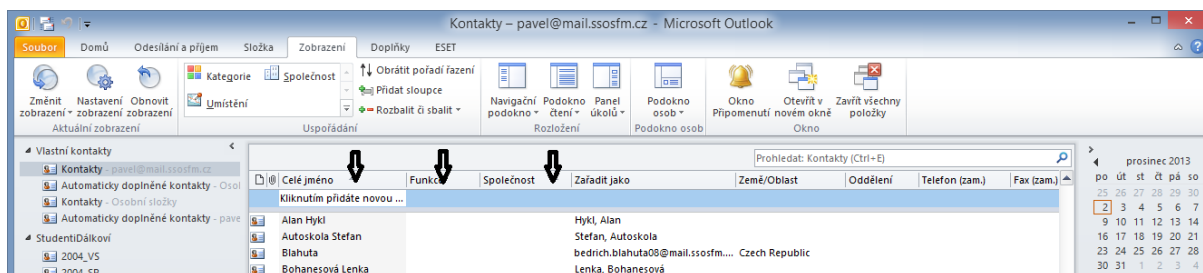 Kontakty – pavel@mail.ssosfm.cz - Microsoft Outlook
Soubor Domů Odesílání a příjem Složka Zobrazení Doplňky ESET
Změnit zobrazení Nastavení zobrazení Obnovit zobrazení
Aktuální zobrazení
Kategorie Společnost
Umístění
Obrátit pořadí řazení
Přidat sloupce
Rozbalit či sbalit
Uspořádání
Navigační podokno Podokno čtení Panel úkolů
Rozložení
Podokno osob
Podokno osob
Okno Připomenutí Otevřít v novém okně Zavřít všechny položky
Okno
Vlastní kontakty
Kontakty - pavel@mail.ssosfm.cz
Automaticky doplněné kontakty - Osol
Kontakty - Osobní složky
Automaticky doplněné kontakty - pave
StudentiDálkoví
2004_VS
2004_SP
Prohledat: Kontakty (Ctrl+E)
Celé jméno Funkce Společnost Zařadit jako Země/Oblast Oddělení Telefon (zam.) Fax (zam.)
Kliknutím přidáte novou ...
Alan Hykl Hykl, Alan
Autoskola Stefan Stefan, Autoskola
Blahuta bedrich.blahuta08@mail.ssosfm.... Czech Republic
Bohanesová Lenka Lenka, Bohanesová
prosinec 2013
po út st čt pá so
25 26 27 28 29 30
2 3 4 5 6 7
9 10 11 12 13 14
16 17 18 19 20 21
23 24 25 26 27 28
30 31 1 2 3 4